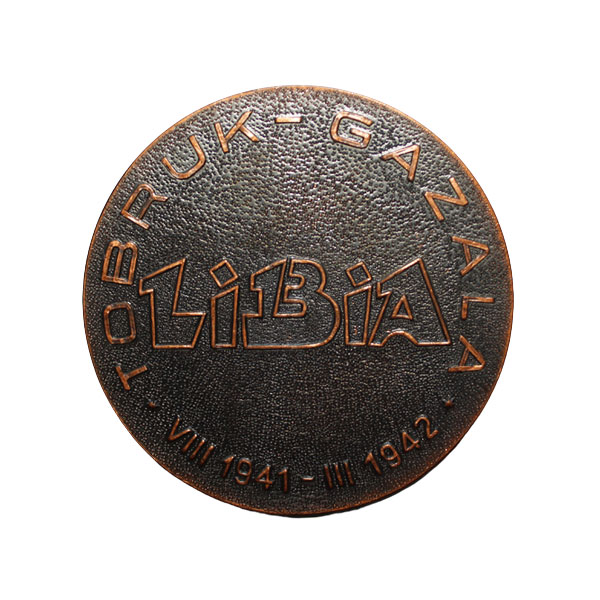 TOBRUK-GAZALA
LiBiA
VIII 1941 - III 1942